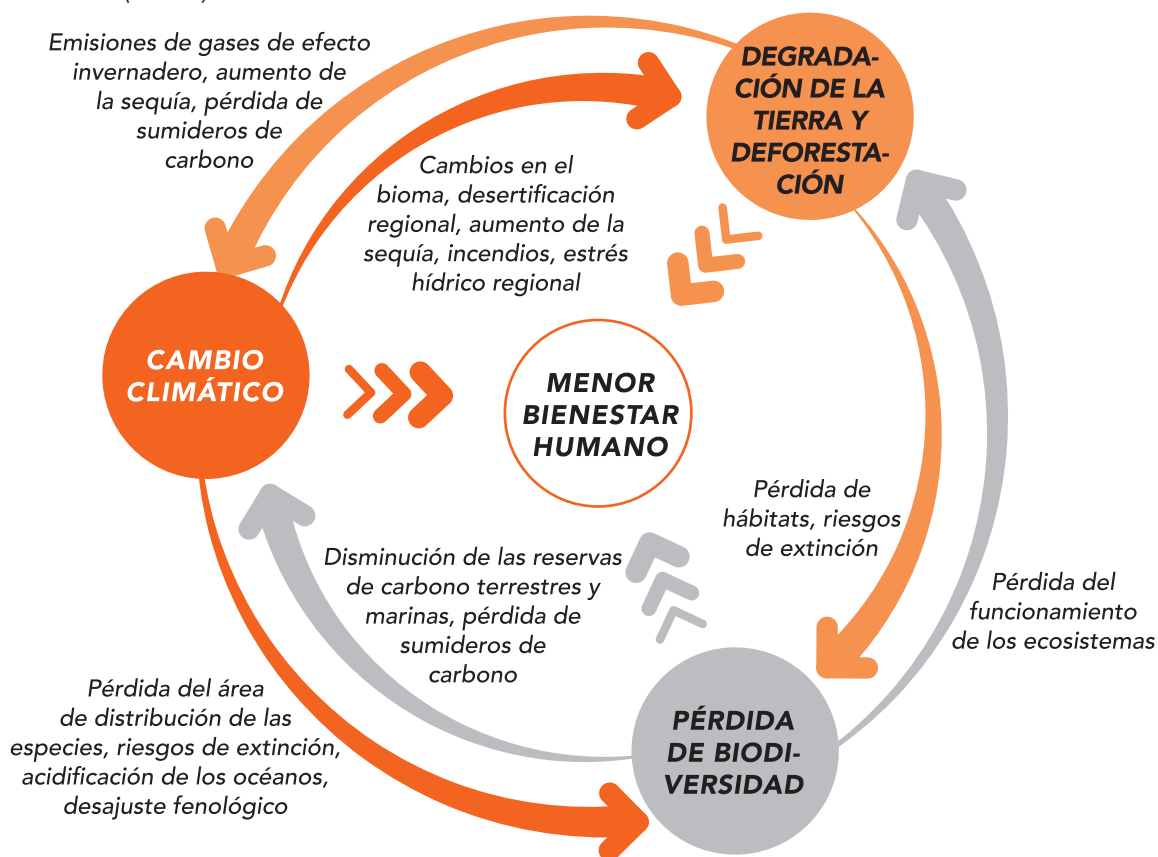 Emisiones de gases de efecto
invernadero, aumento de
la sequía, pérdida de
sumideros de
carbono
DEGRADA-
CIÓN DE LA
TIERRA Y
DEFORESTA-
CIÓN
Cambios en el
bioma, desertificación
regional, aumento de la
sequía, incendios, estrés
hídrico regional
CAMBIO
CLIMÁTICO
MENOR
BIENESTAR
HUMANO
Pérdida de
hábitats, riesgos
de extinción
Disminución de las reservas
de carbono terrestres y
marinas, pérdida de
sumideros de
carbono
Pérdida del
funcionamiento
de los ecosistemas
Pérdida del área
de distribución de las
especies, riesgos de extinción,
acidificación de los océanos,
desajuste fenológico
PÉRDIDA
DE BIODI-
VERSIDAD